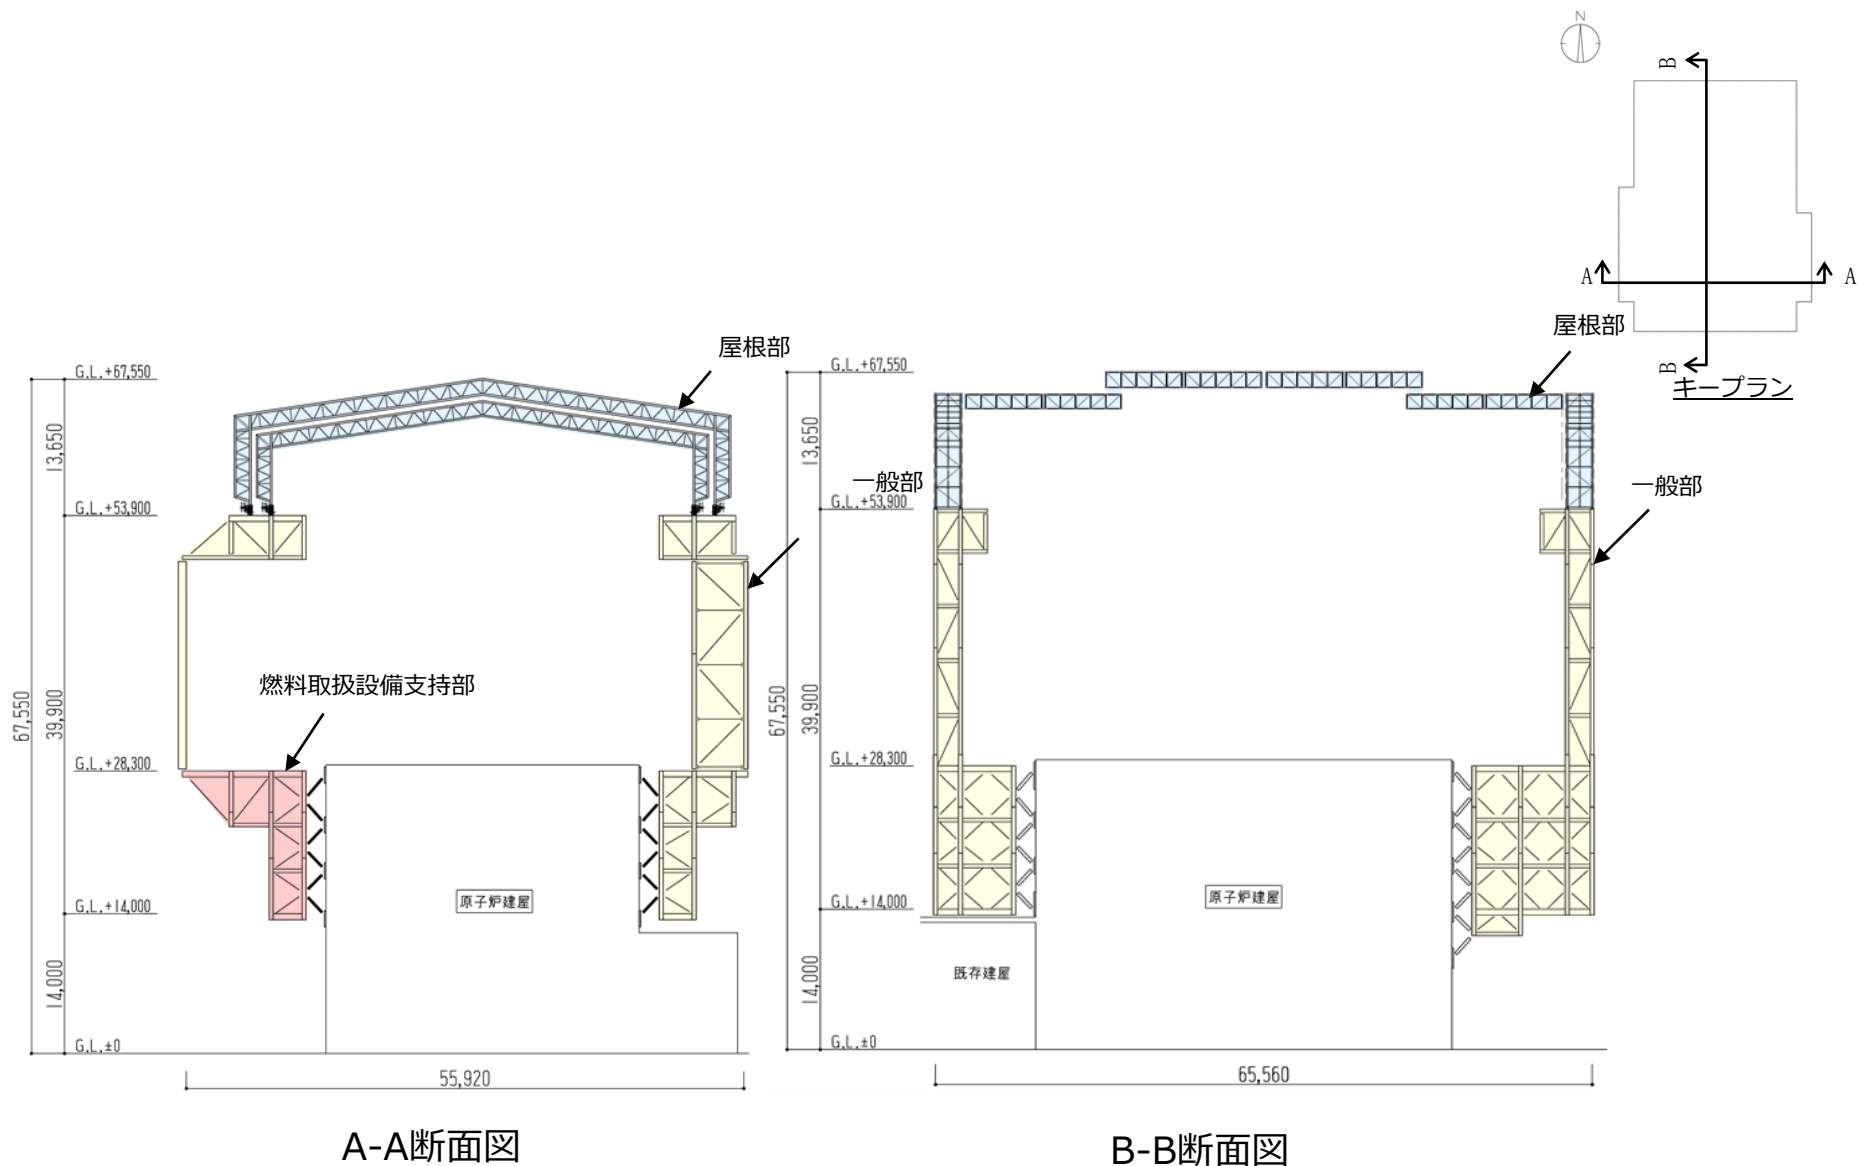 N
B
A
A
B
キープラン
屋根部
G.L.+67,550
13,650
G.L.+53,900
67,550
39,900
燃料取扱設備支持部
G.L.+28,300
G.L.+14,000
原子炉建屋
14,000
G.L.±0
55,920
A-A断面図
屋根部
G.L.+67,550
13,650
一般部
G.L.+53,900
一般部
67,550
39,900
G.L.+28,300
G.L.+14,000
原子炉建屋
既存建屋
14,000
G.L.±0
65,560
B-B断面図